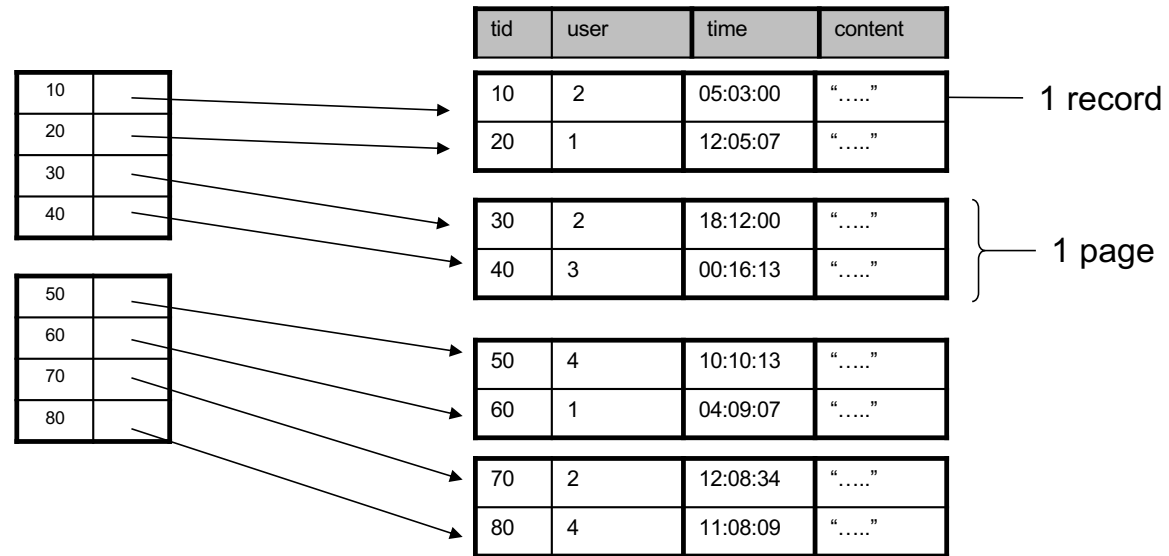 tid user time content
10 2 05:03:00 “…..”
20 1 12:05:07 “…..”
30 2 18:12:00 “…..”
40 3 00:16:13 “…..”
50 4 10:10:13 “…..”
60 1 04:09:07 “…..”
70 2 12:08:34 “…..”
80 4 11:08:09 “…..”
10
20
30
40
50
60
70
80
1 record
1 page